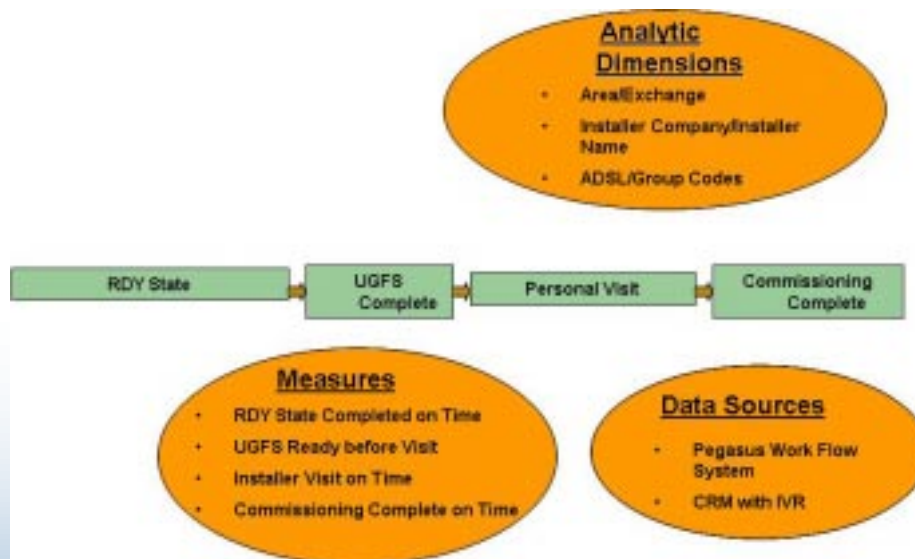 Analytic
Dimensions
• Area/Exchange
• Installer Company/Installer
Name
• ADSL/Group Codes
RDY State
UGFS
Complete
Personal Visit
Commissioning
Complete
Measures
• RDY State Completed on Time
• UGFS Ready before Visit
• Installer Visit on Time
• Commissioning Complete on Time
Data Sources
• Pegasus Work Flow
System
• CRM with IVR